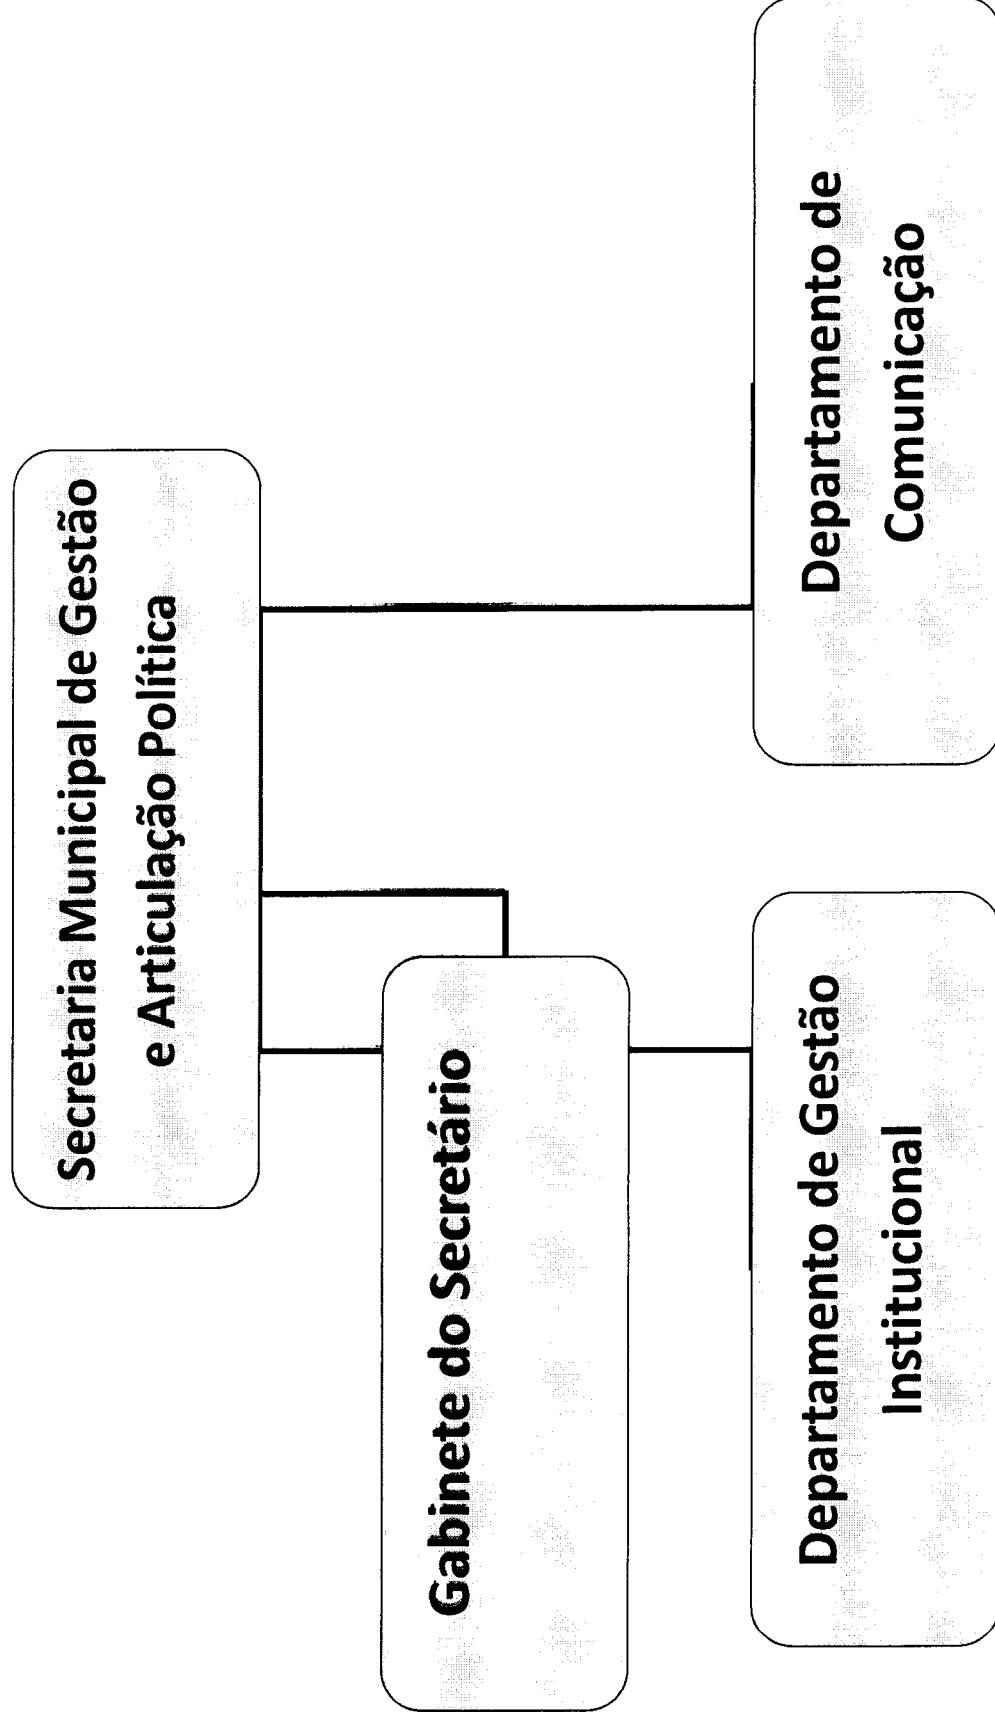 Secretaria Municipal de Gestão
e Articulação Política
Gabinete do Secretário
Departamento de Gestão
Institucional
Departamento de
Comunicação